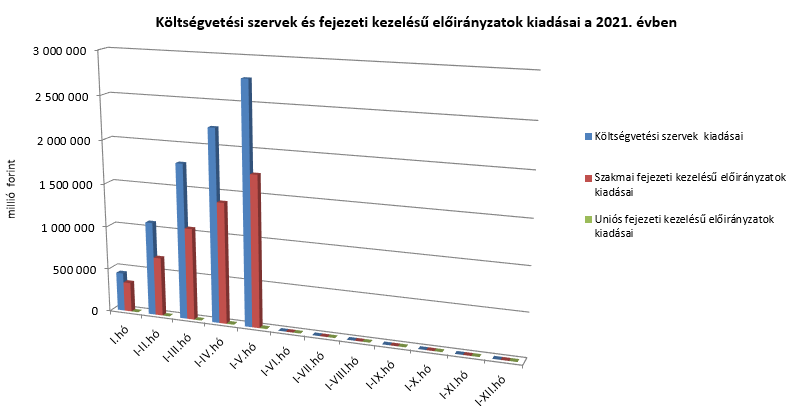 Költségvetési szervek és fejezeti kezelésű előirányzatok kiadásai a 2021. évben
millió forint
3 000 000
2 500 000
2 000 000
1 500 000
1 000 000
500 000
0
I.hó
I-II.hó
I-III.hó
I-IV.hó
I-V.hó
I-VI.hó
I-VII.hó
I-VIII.hó
I-IX.hó
I-X.hó
I-XI.hó
I-XII.hó
Költségvetési szervek kiadásai
Szakmai fejezeti kezelésű előirányzatok
kiadásai
Uniós fejezeti kezelésű előirányzatok
kiadásai